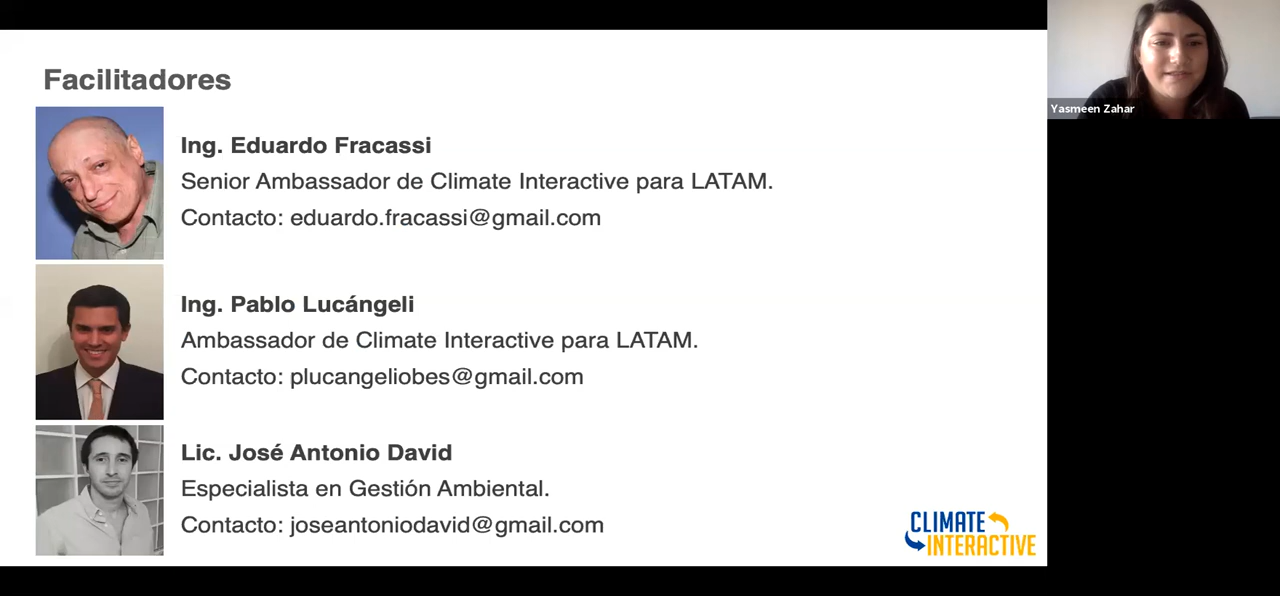 Facilitadores
Ing. Eduardo Fracassi
Senior Ambassador de Climate Interactive para LATAM.
Contacto: eduardo.fracassi@gmail.com
Ing. Pablo Lucángeli
Ambassador de Climate Interactive para LATAM.
Contacto: plucangeliobes@gmail.com
Lic. José Antonio David
Especialista en Gestión Ambiental.
Contacto: joseantoniodavid@gmail.com
CLIMATE
INTERACTIVE
Yasmeen Zahar